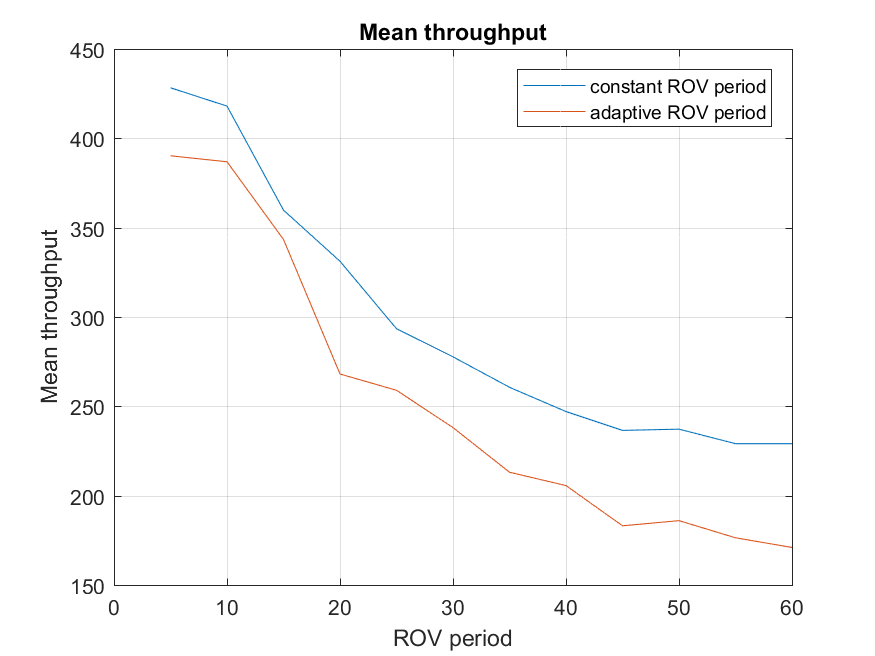 Mean throughput
450
400
350
300
250
200
150
Mean throughput
constant ROV period
adaptive ROV period
0 10 20 30 40 50 60
ROV period